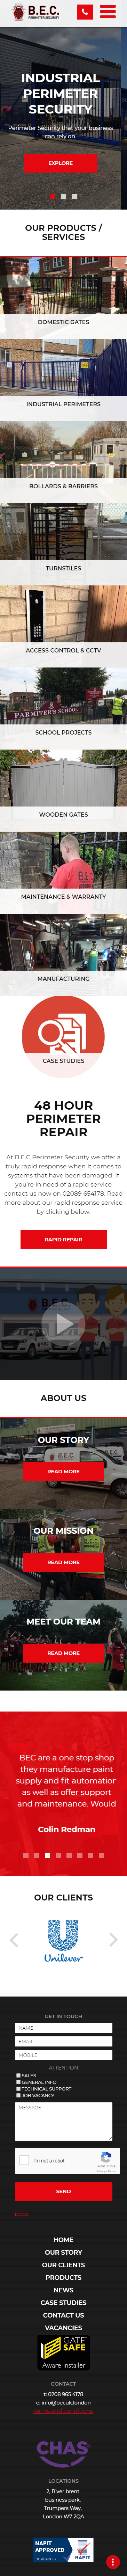 B.E.C.
PERIMETER SECURITY
INDUSTRIAL
PERIMETER
SECURITY
Perimeter Security that your business
can rely on.
EXPLORE
OUR PRODUCTS /
SERVICES
DOMESTIC GATES
INDUSTRIAL PERIMETERS
BOLLARDS & BARRIERS
TURNSTILES
ACCESS CONTROL & CCTV
PARMITER'S
SCHOOL PROJECTS
WOODEN GATES
MAINTENANCE & WARRANTY
MANUFACTURING
CASE STUDIES
48 HOUR
PERIMETER
REPAIR
At B.E.C Perimeter Security we offer a
rapid response when It comes to
systems that have been damaged. If
you're in need of a rapid service
contact us now on 02089 654178. Read
more about our rapid response service
by clicking below.
RAPID REPAIR
ABOUT US
OUR STORY
READ MORE
OUR MISSION
READ MORE
MEET OUR TEAM
READ MORE
BEC are a one stop shop
they manufacture paint
supply and fit automation
as well as offer support
and maintenance. Would
Colin Redman
OUR CLIENTS
Unilever
GET IN TOUCH
NAME
EMAIL
MOBILE
ATTENTION
SALES
GENERAL INFO
TECHNICAL SUPPORT
JOB VACANCY
MESSAGE
I'm not a robot
reCAPTCHA
Privacy - Terms
SEND
HOME
OUR STORY
OUR CLIENTS
PRODUCTS
NEWS
CASE STUDIES
CONTACT US
VACANCIES
GATE
SAFE
Aware Installer
CONTACT
t: 0208 965 4178
e: info@becuk.london
Terms and conditions
CHAS
LOCATIONS
2, River brent
business park,
Trumpers Way,
London W7 2QA
NAPIT
APPROVED
NAPIT